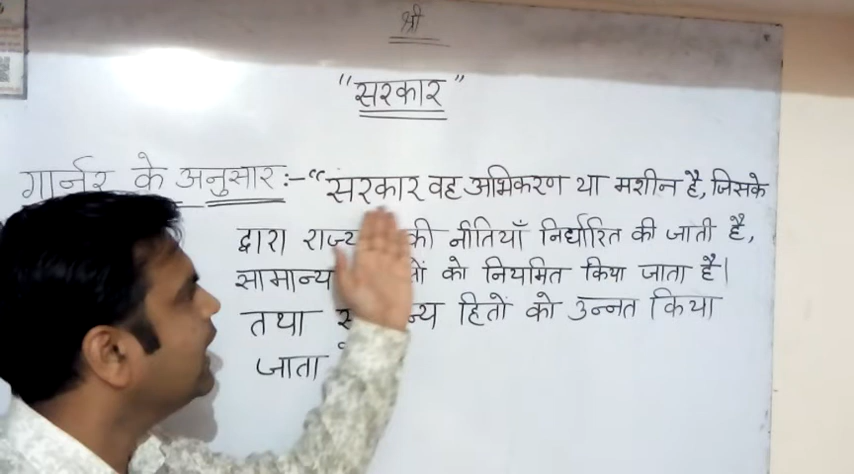 श्री
"सरकार"
गार्नर के अनुसार :- "सरकार वह अभिकरण या मशीन है, जिसके
द्वारा राज्य की नीतियाँ निर्धारित की जाती है,
सामान्य को नियमित किया जाता है।
तथा हितों को उन्नत किया
जाता